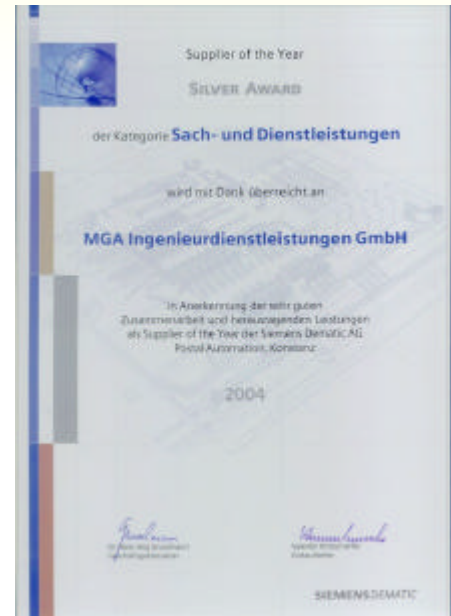 Supplier of the Year
SILVER AWARD
der Kategorie Sach- und Dienstleistungen
wird mit Dank überreicht an
MGA Ingenieurdienstleistungen GmbH
In Anerkennung der sehr guten
Zusammenarbeit und herausragenden Leistungen
als Supplier of the Year der Siemens Dematic AG
Postal Automation, Konstanz
2004
SIEMENS DEMATIC